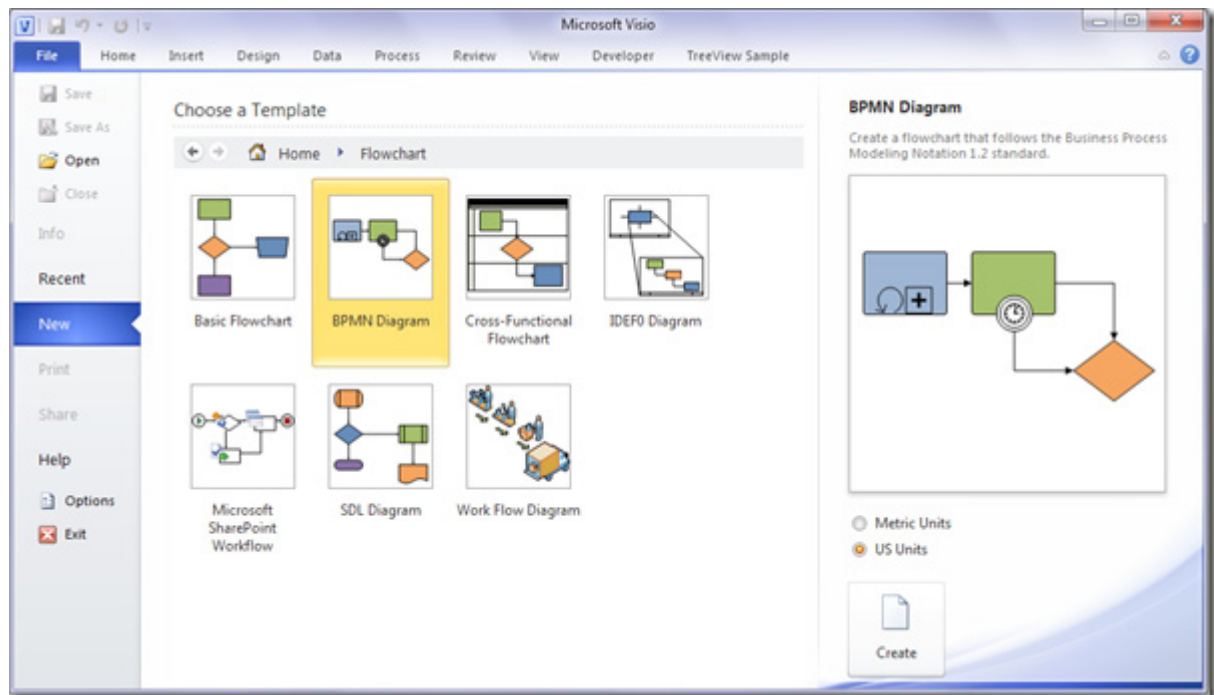 Microsoft Visio
File Home Insert Design Data Process Review View Developer TreeView Sample
Save
Save As
Open
Close
Info
Recent
New
Print
Share
Help
Options
Exit
Choose a Template
Home Flowchart
Basic Flowchart
BPMN Diagram
Cross-Functional
Flowchart
IDEF0 Diagram
Microsoft
SharePoint
Workflow
SDL Diagram
Work Flow Diagram
BPMN Diagram
Create a flowchart that follows the Business Process
Modeling Notation 1.2 standard.
Metric Units
US Units
Create